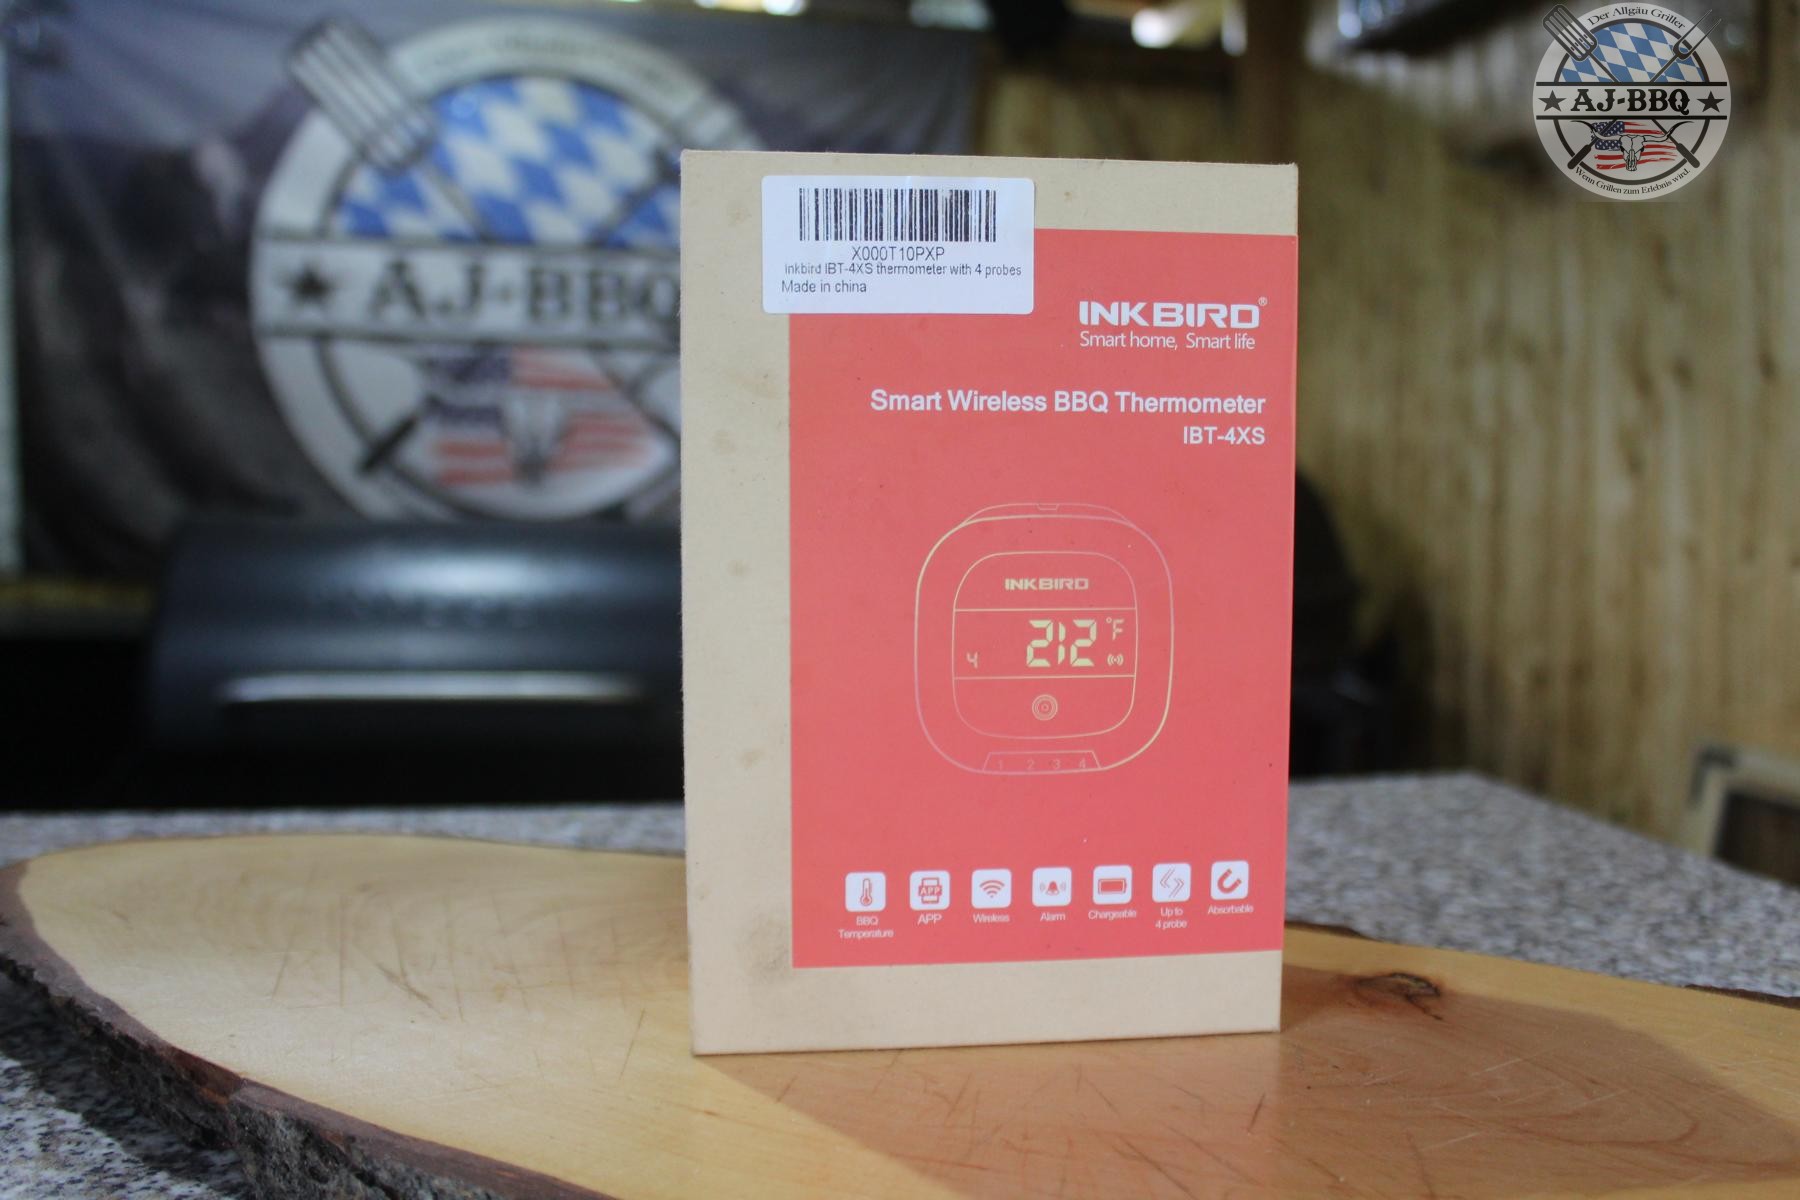 Der Allgäu Griller
AJ-BBQ
Wenn Grillen zum Erlebnis wird
AJ-BBQ
X000T10PXP
Inkbird IBT-4XS thermometer with 4 probes
Made in china
INKBIRD®
Smart home, Smart life
Smart Wireless BBQ Thermometer
IBT-4XS
INKBIRD
4 212 °F
1 2 3 4
BBQ
Temperature
APP
APP
Wireless
Alarm
Chargeable
Up to
4 probe
Absorbable